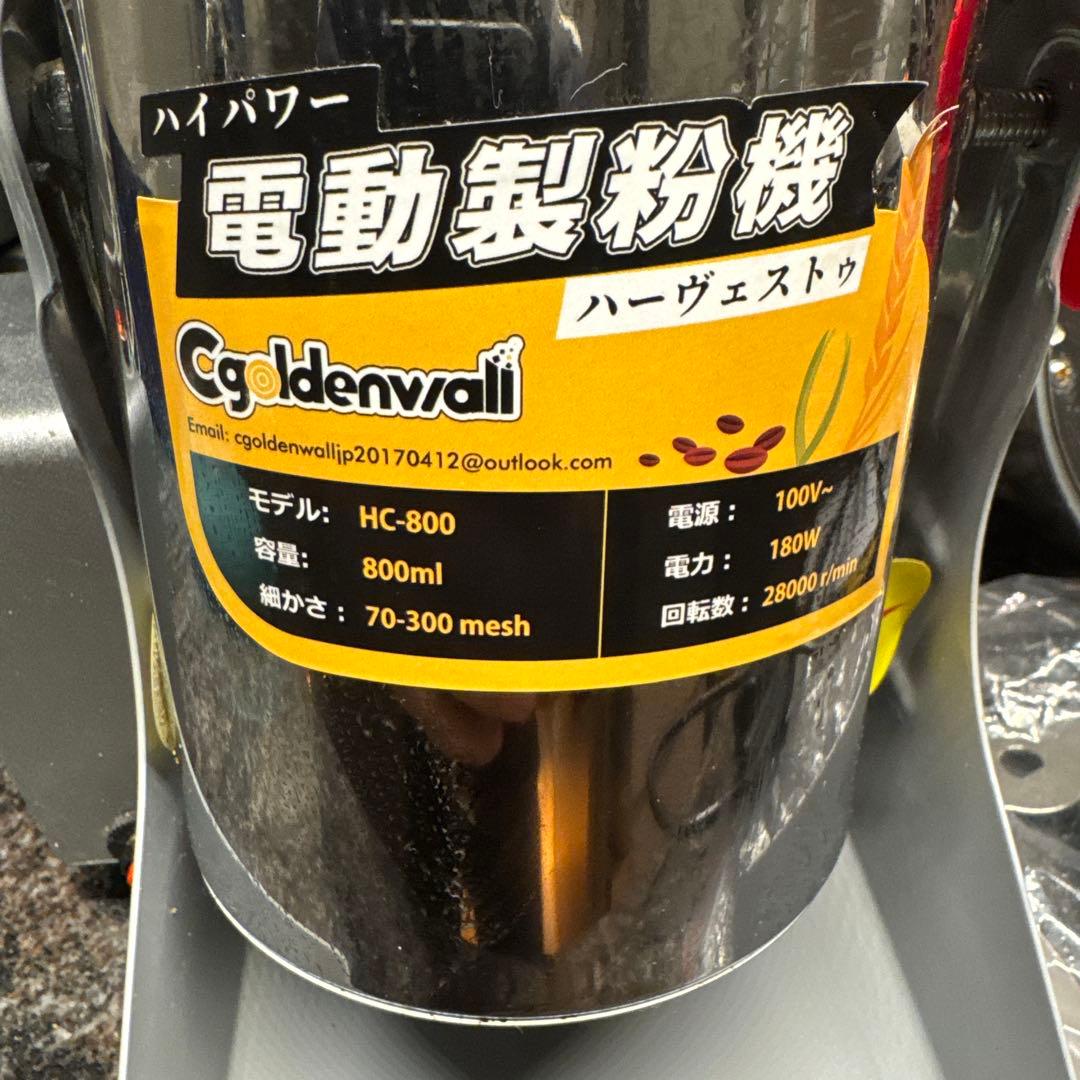 ハイパワー
電動製粉機
ハーヴェストゥ
Cgoldenwall
Email: cgoldenwalljp20170412@outlook.com
モデル: HC-800
容量: 800ml
細かさ: 70-300 mesh
電源: 100V~
電力: 180W
回転数: 28000 r/min